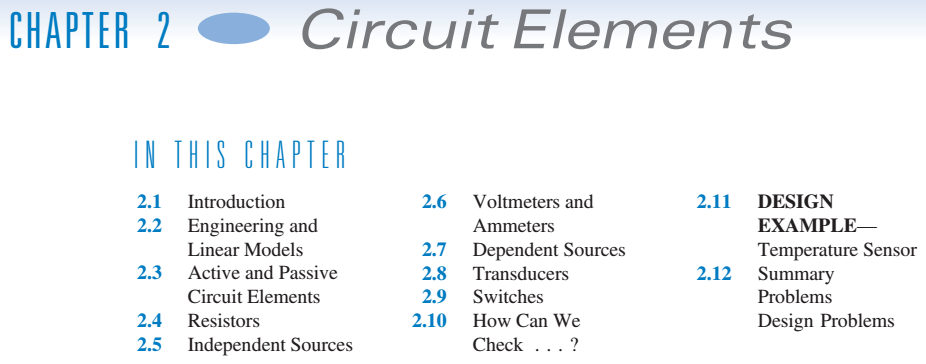 CHAPTER 2 Circuit Elements
IN THIS CHAPTER
2.1 Introduction
2.2 Engineering and
Linear Models
2.3 Active and Passive
Circuit Elements
2.4 Resistors
2.5 Independent Sources
2.6 Voltmeters and
Ammeters
2.7 Dependent Sources
2.8 Transducers
2.9 Switches
2.10 How Can We
Check . . . ?
2.11 DESIGN
EXAMPLE—
Temperature Sensor
2.12 Summary
Problems
Design Problems